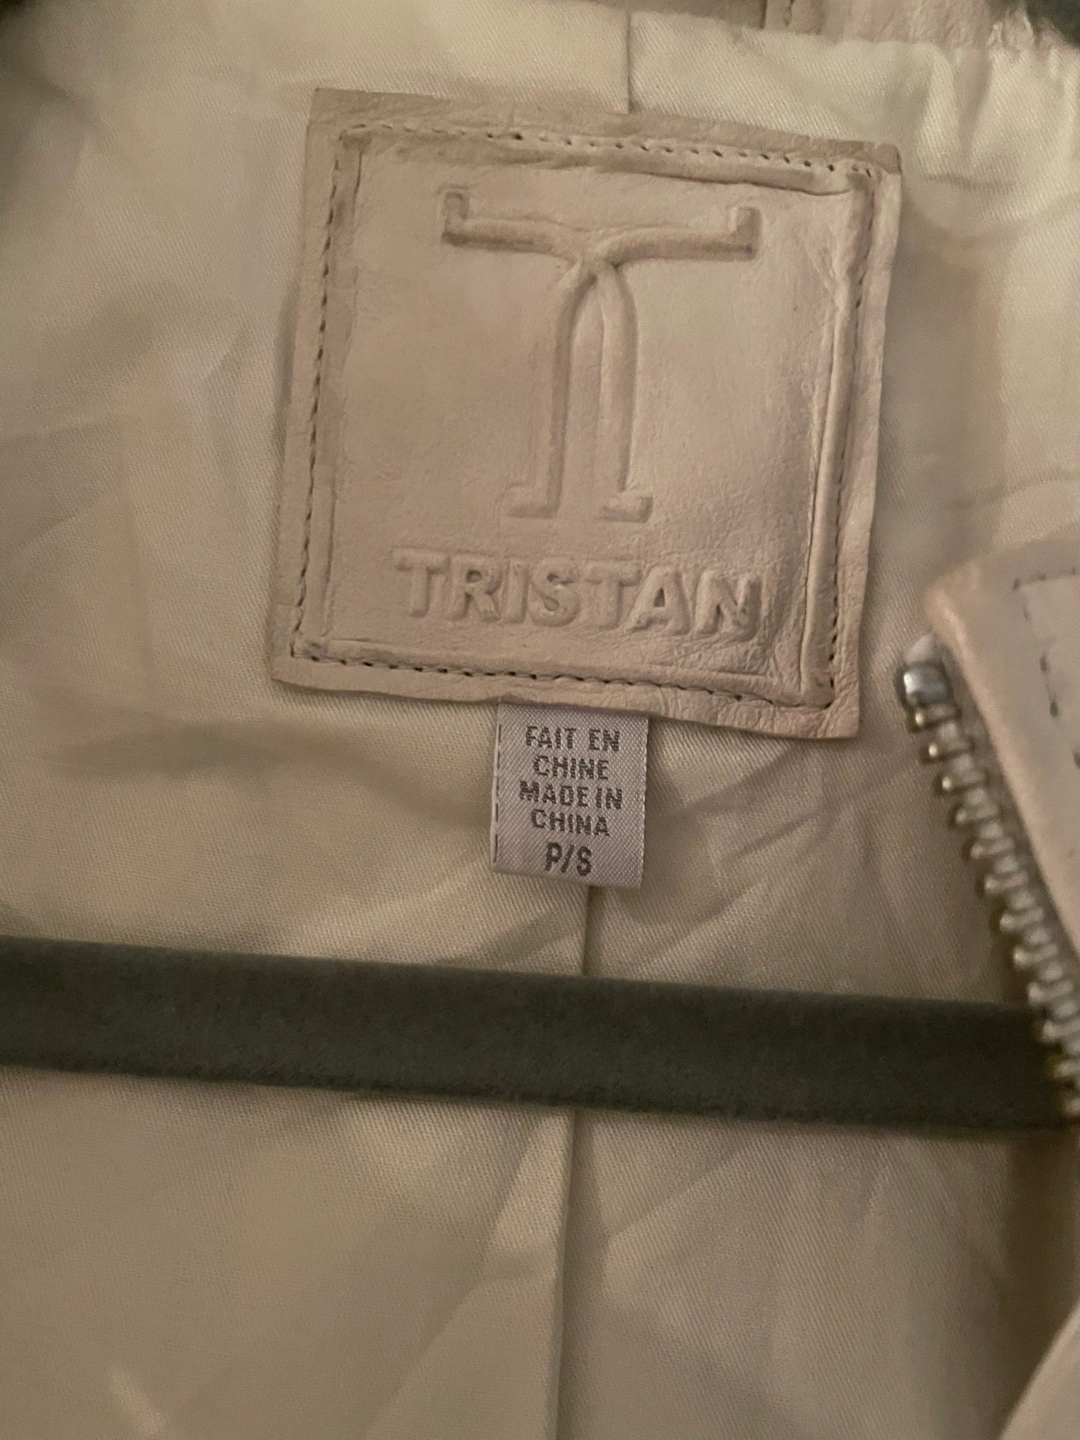 T
TRISTAN
FAIT EN
CHINE
MADE IN
CHINA
P/S